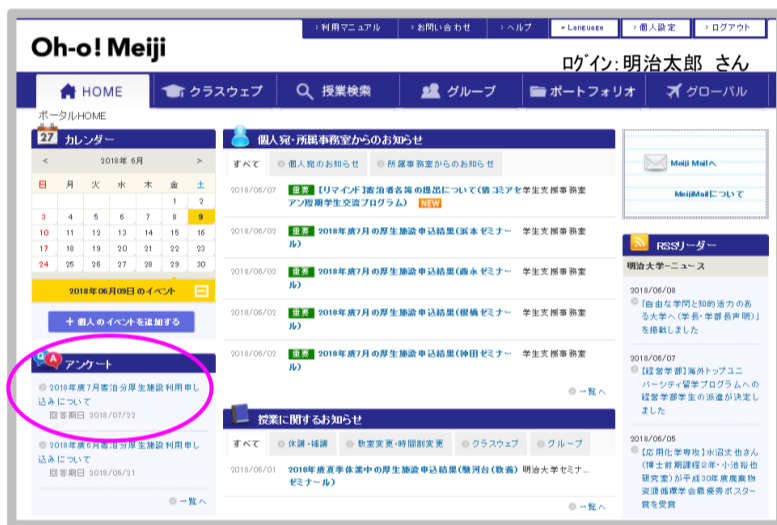 ›利用マニュアル
›お問い合わせ
›ヘルプ
Language
›個人設定
›ログアウト
Oh-o! Meiji
ログイン:明治太郎 さん
HOME
クラスウェブ
授業検索
グループ
ポートフォリオ
グローバル
ポータルHOME
27 カレンダー
< 2018年 6月 >
日 月 火 水 木 金 土
1 2
3 4 5 6 7 8 9
10 11 12 13 14 15 16
17 18 19 20 21 22 23
24 25 26 27 28 29 30
2018年06月09日のイベント
+ 個人のイベントを追加する
Q A アンケート
2018年度7月宿泊分厚生施設利用申し
込みについて
回答期日 2018/07/22
2018年度6月宿泊分厚生施設利用申し
込みについて
回答期日 2018/06/21
一覧へ
個人宛・所属事務室からのお知らせ
すべて 個人宛のお知らせ 所属事務室からのお知らせ
2018/06/07 重要 【リマインド】宿泊者名簿の提出について(情コミアセ 学生支援事務室
アン短期学生交流プログラム) NEW
2018/06/02 重要 2018年度7月の厚生施設申込結果(浜本ゼミナー 学生支援事務室
ル)
2018/06/02 重要 2018年度7月の厚生施設申込結果(森永ゼミナー 学生支援事務室
ル)
2018/06/02 重要 2018年度7月の厚生施設申込結果(根橋ゼミナー 学生支援事務室
ル)
2018/06/02 重要 2018年度7月の厚生施設申込結果(神田ゼミナー 学生支援事務室
ル)
一覧へ
授業に関するお知らせ
すべて 休講・補講 教室変更・時間割変更 クラスウェブ グループ
2018/06/01 2018年度夏季休業中の厚生施設申込結果(駿河台(教養) 明治大学セミナ...
ゼミナール)
一覧へ
Meiji Mailへ
MeijiMailについて
RSSリーダー
明治大学-ニュース
2018/06/08
「自由な学問と知的活力のあ
る大学へ(学長・学部長声明)」
を掲載しました
2018/06/07
【経営学部】海外トップユニ
バーシティ留学プログラムへの
経営学部学生の派遣が決定し
ました
2018/06/05
【応用化学専攻】水沼丈也さん
(博士前期課程2年・小池裕也
研究室)が平成30年度廃棄物
資源循環学会最優秀ポスター
賞を受賞